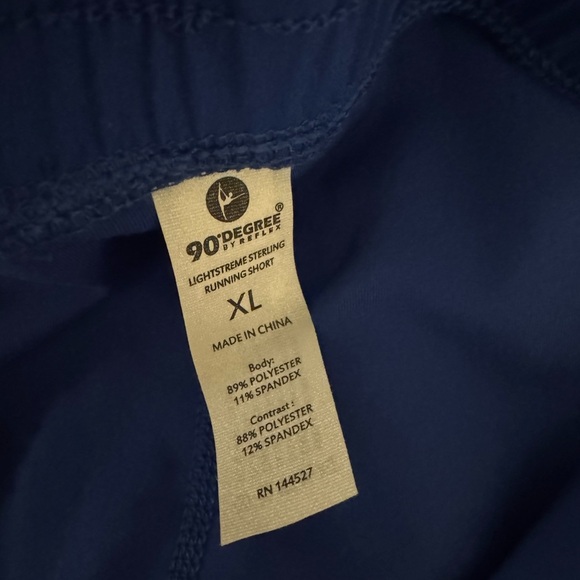 90°DEGREE®
BY REFLEX
LIGHTSTREME STERLING
RUNNING SHORT
XL
MADE IN CHINA
Body:
89% POLYESTER
11% SPANDEX
Contrast :
88% POLYESTER
12% SPANDEX
RN 144527